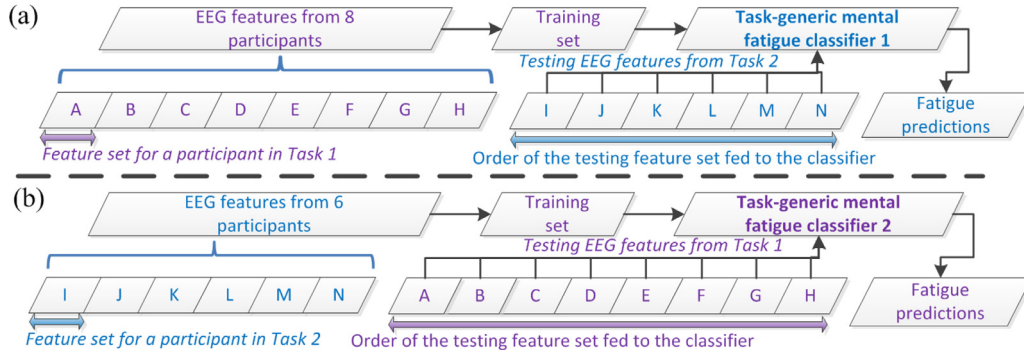 (a)
EEG features from 8
participants
Training
set
Task-generic mental
fatigue classifier 1
Testing EEG features from Task 2
A B C D E F G H
I J K L M N
Fatigue
predictions
Feature set for a participant in Task 1
Order of the testing feature set fed to the classifier
(b)
EEG features from 6
participants
Training
set
Task-generic mental
fatigue classifier 2
Testing EEG features from Task 1
I J K L M N
A B C D E F G H
Fatigue
predictions
Feature set for a participant in Task 2
Order of the testing feature set fed to the classifier